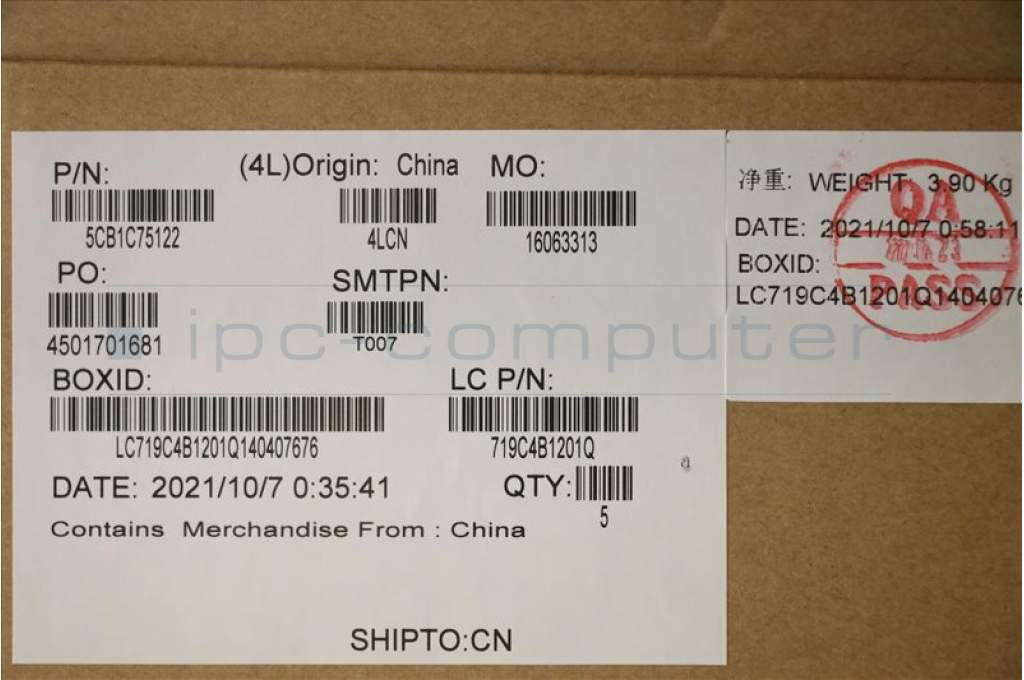 P/N: (4L)Origin: China MO:
5CB1C75122 4LCN 16063313
PO: SMTPN:
4501701681 T007
BOXID: LC P/N:
LC719C4B1201Q140407676 719C4B1201Q
DATE: 2021/10/7 0:35:41 QTY:
5
Contains Merchandise From : China
SHIPTO:CN
净重: WEIGHT: 3.90 Kg
DATE: 2021/10/7 0:58:11
BOXID:
LC719C4B1201Q1404076
QA
PASS
ipc-computer